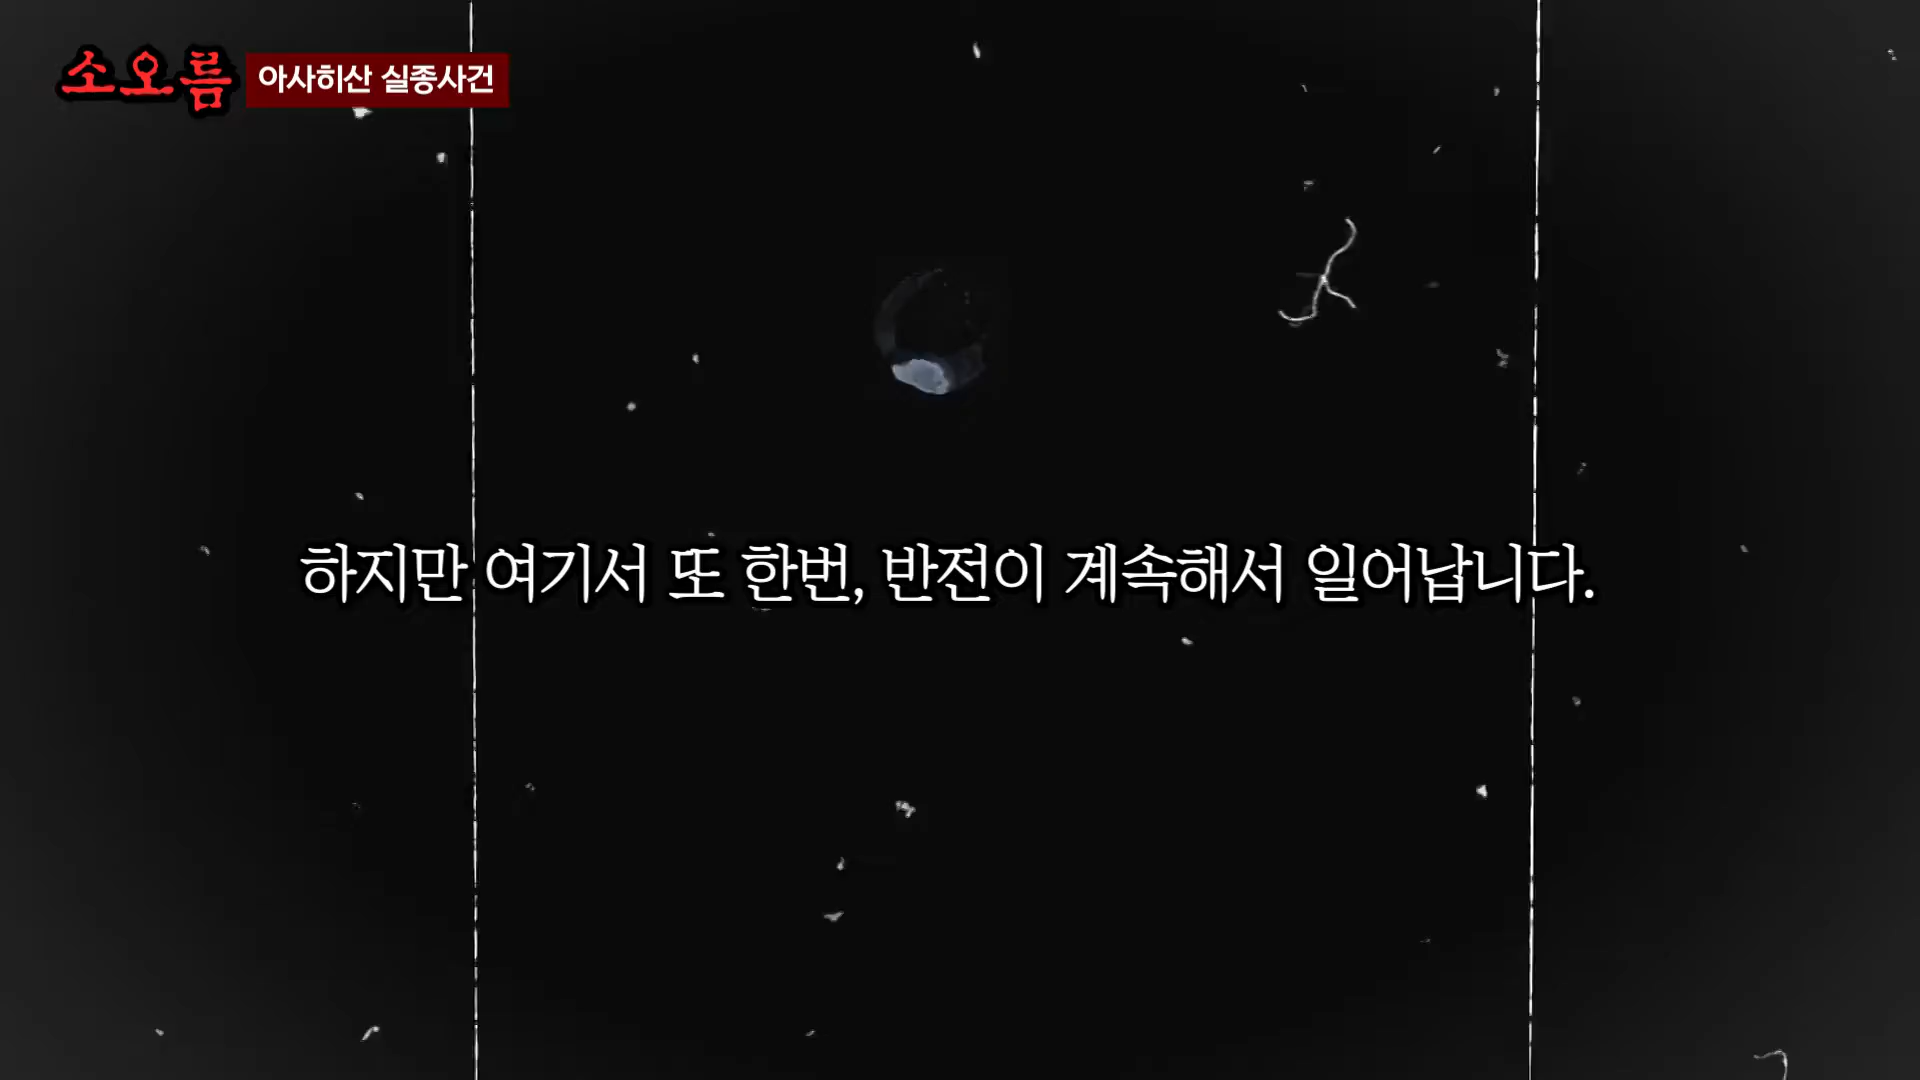 소오름 아사히산 실종사건
하지만 여기서 또 한번, 반전이 계속해서 일어납니다.